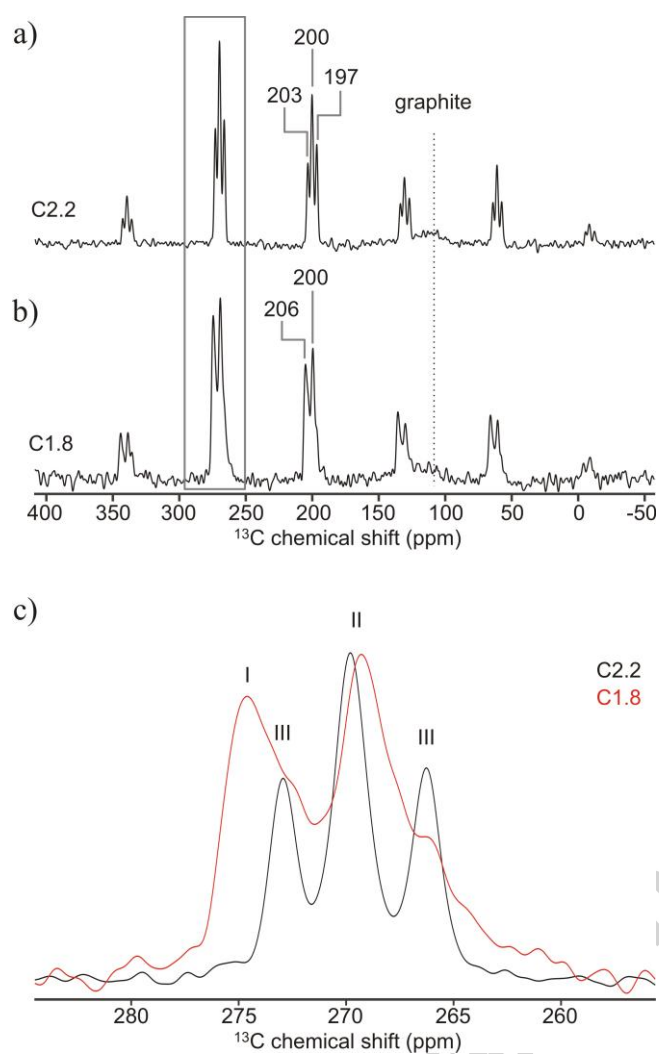 a)
200
203
197
graphite
C2.2
b)
200
206
C1.8
400 350 300 250 200 150 100 50 0 -50
¹³C chemical shift (ppm)
c)
II
I
C2.2
C1.8
III III
280 275 270 265 260
¹³C chemical shift (ppm)